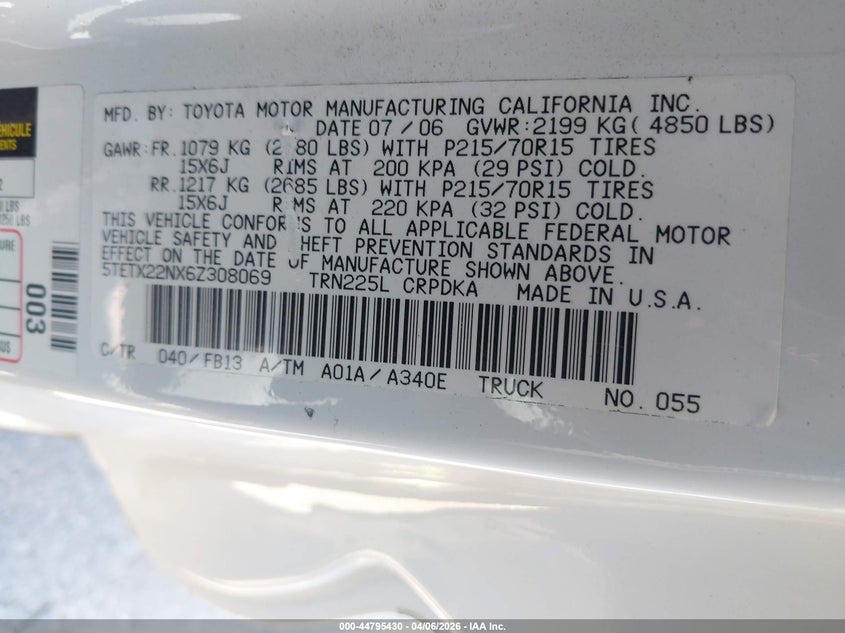 MFD. BY: TOYOTA MOTOR MANUFACTURING CALIFORNIA INC.
DATE 07 / 06 GVWR: 2199 KG ( 4850 LBS)
GAWR: FR. 1079 KG (2 80 LBS) WITH P215/70R15 TIRES
15X6J R MS AT 200 KPA (29 PSI) COLD.
RR. 1217 KG (2685 LBS) WITH P215/70R15 TIRES
15X6J R MS AT 220 KPA (32 PSI) COLD.
THIS VEHICLE CONFOR S TO ALL APPLICABLE FEDERAL MOTOR
VEHICLE SAFETY AND HEFT PREVENTION STANDARDS IN
EFFECT ON THE DATE OF MANUFACTURE SHOWN ABOVE.
5TETX22NX6Z308069 TRN225L CRPDKA MADE IN U.S.A.
C/TR 040 / FB13 A/TM A01A / A340E TRUCK NO. 055
003
000-44795430 - 04/06/2026 - IAA Inc.